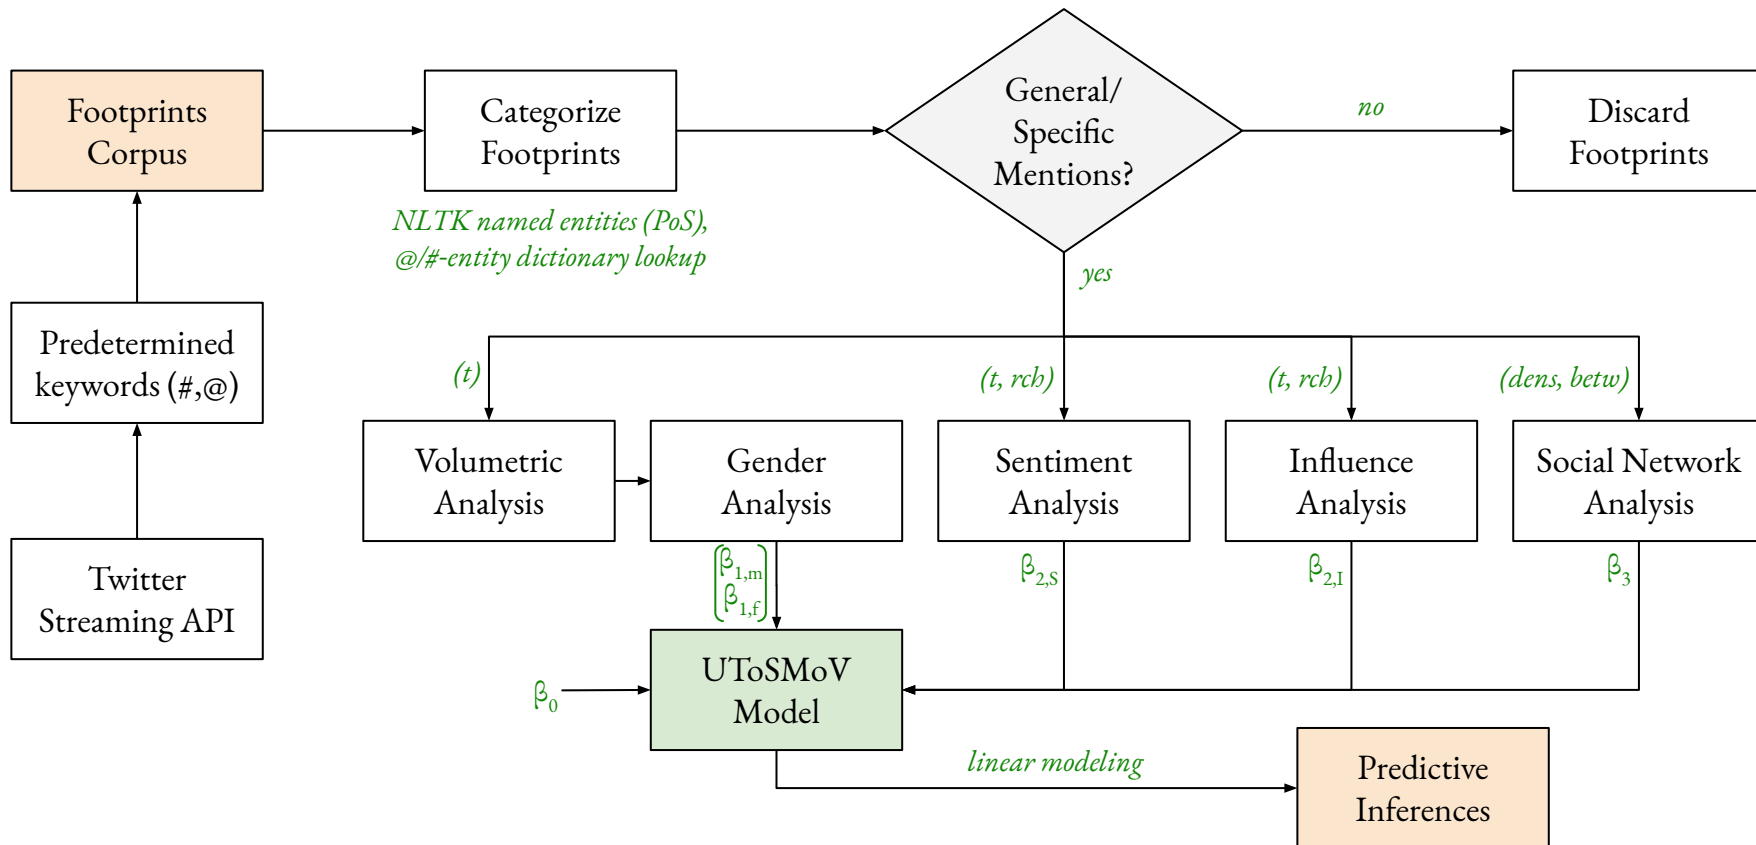 Footprints
Corpus
Categorize
Footprints
NLTK named entities (PoS),
@/#-entity dictionary lookup
General/
Specific
Mentions?
no
Discard
Footprints
yes
Predetermined
keywords (#,@)
Twitter
Streaming API
(t)
(t, rch)
(t, rch)
(dens, betw)
Volumetric
Analysis
Gender
Analysis
Sentiment
Analysis
Influence
Analysis
Social Network
Analysis
β1,m
β1,f
β2,S
β2,I
β3
β0
UToSMoV
Model
linear modeling
Predictive
Inferences